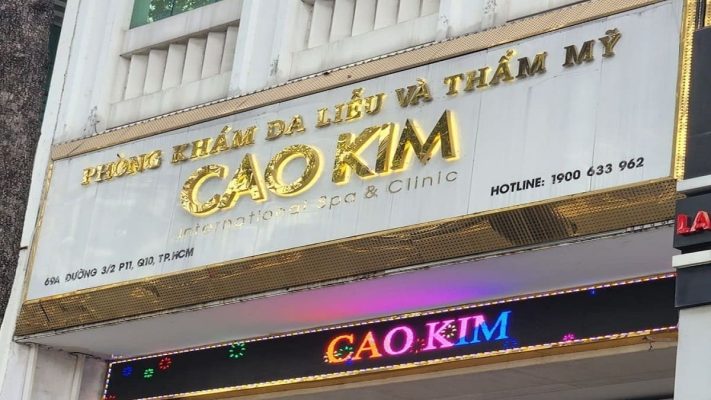 PHÒNG KHÁM DA LIỄU VÀ THẨM MỸ
CAO KIM
International Spa & Clinic
HOTLINE: 1900 633 962
69A ĐƯỜNG 3/2 P11, Q10, TP.HCM
LA
CAO KIM